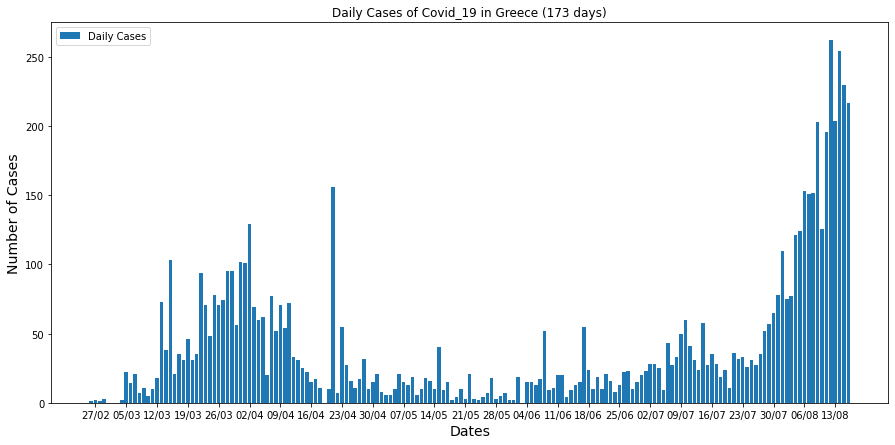 Daily Cases of Covid_19 in Greece (173 days)
Daily Cases
Number of Cases
250
200
150
100
50
0
27/02 05/03 12/03 19/03 26/03 02/04 09/04 16/04 23/04 30/04 07/05 14/05 21/05 28/05 04/06 11/06 18/06 25/06 02/07 09/07 16/07 23/07 30/07 06/08 13/08
Dates